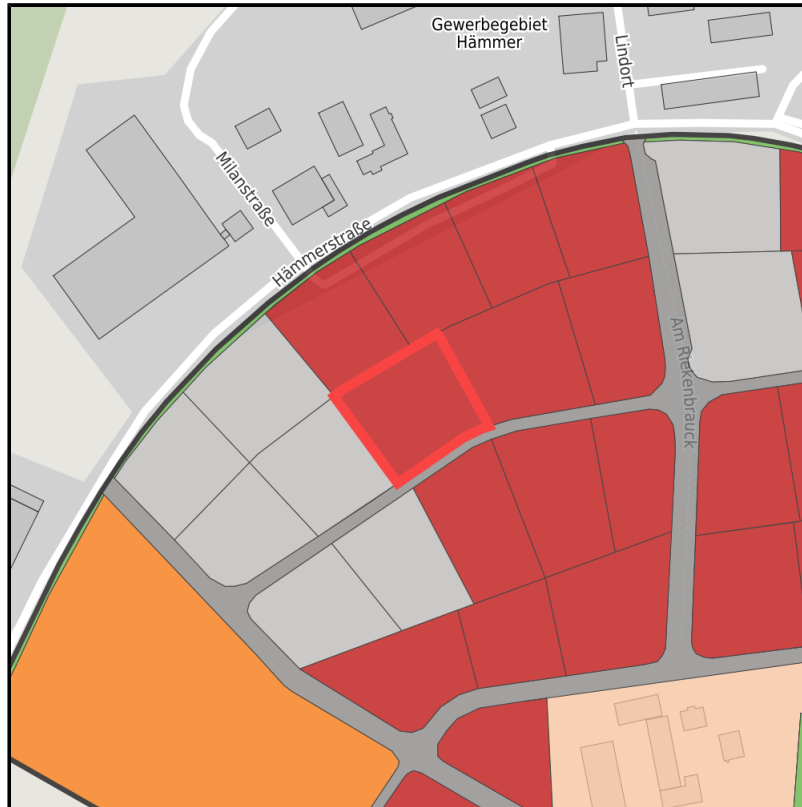 Gewerbegebiet
Hämmer
Lindort
Milanstraße
Hämmerstraße
Am Riekenbrauck